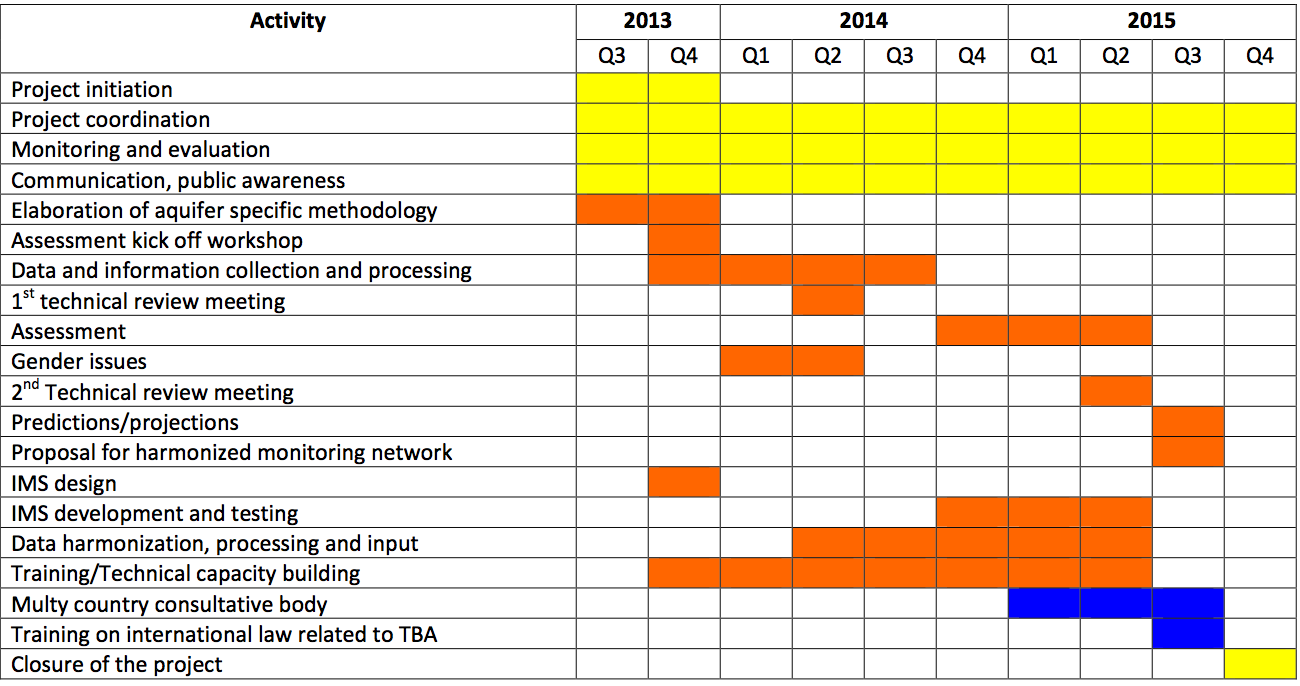 Activity 2013 2014 2015
Q3 Q4 Q1 Q2 Q3 Q4 Q1 Q2 Q3 Q4
Project initiation
Project coordination
Monitoring and evaluation
Communication, public awareness
Elaboration of aquifer specific methodology
Assessment kick off workshop
Data and information collection and processing
1st technical review meeting
Assessment
Gender issues
2nd Technical review meeting
Predictions/projections
Proposal for harmonized monitoring network
IMS design
IMS development and testing
Data harmonization, processing and input
Training/Technical capacity building
Multy country consultative body
Training on international law related to TBA
Closure of the project